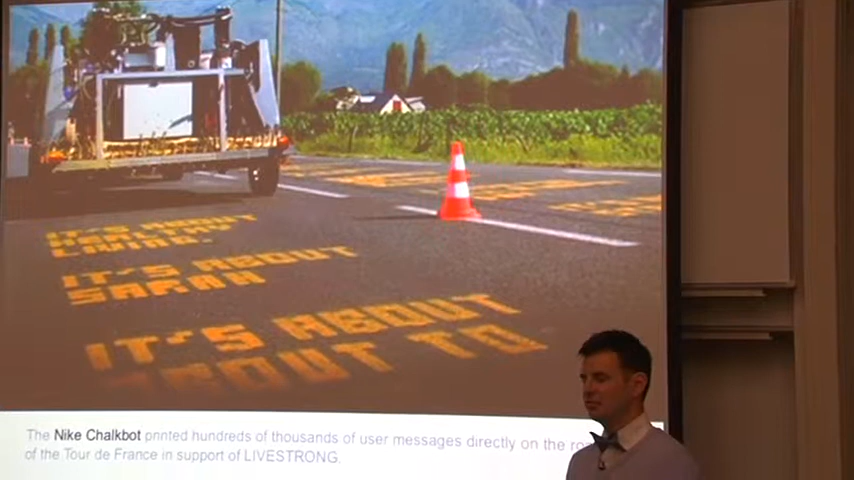 IT'S ABOUT
LIVING.
IT'S ABOUT
SARAH
IT'S ABOUT
ABOUT TO
The Nike Chalkbot printed hundreds of thousands of user messages directly on the
of the Tour de France in support of LIVESTRONG.